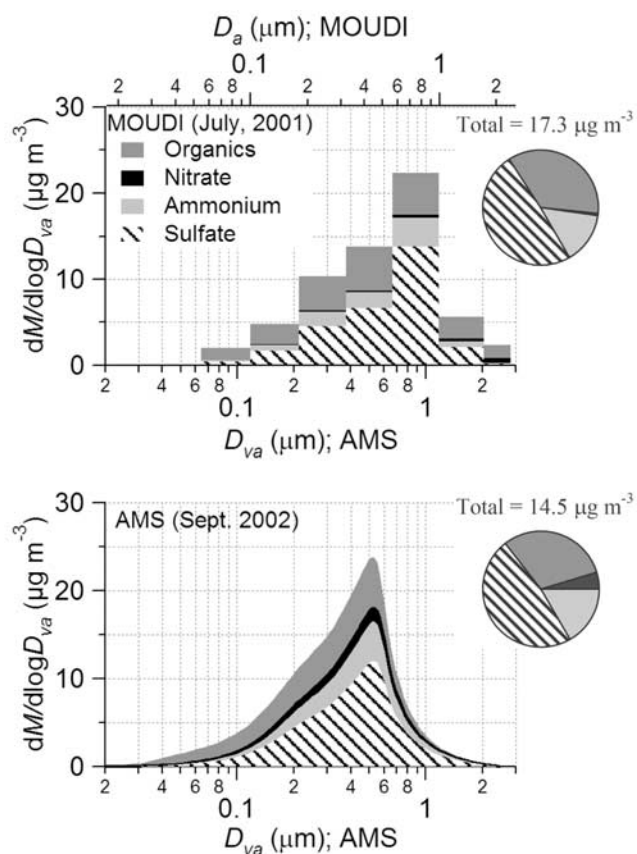 D_a (μm); MOUDI
2 4 6 8 0.1 2 4 6 8 1 2
30
20
10
0
dM/dlogD_va (μg m⁻³)
MOUDI (July, 2001)
Organics
Nitrate
Ammonium
Sulfate
Total = 17.3 μg m⁻³
2 4 6 8 0.1 2 4 6 8 1 2
D_va (μm); AMS
30
20
10
0
dM/dlogD_va (μg m⁻³)
AMS (Sept. 2002)
Total = 14.5 μg m⁻³
2 4 6 8 0.1 2 4 6 8 1 2
D_va (μm); AMS